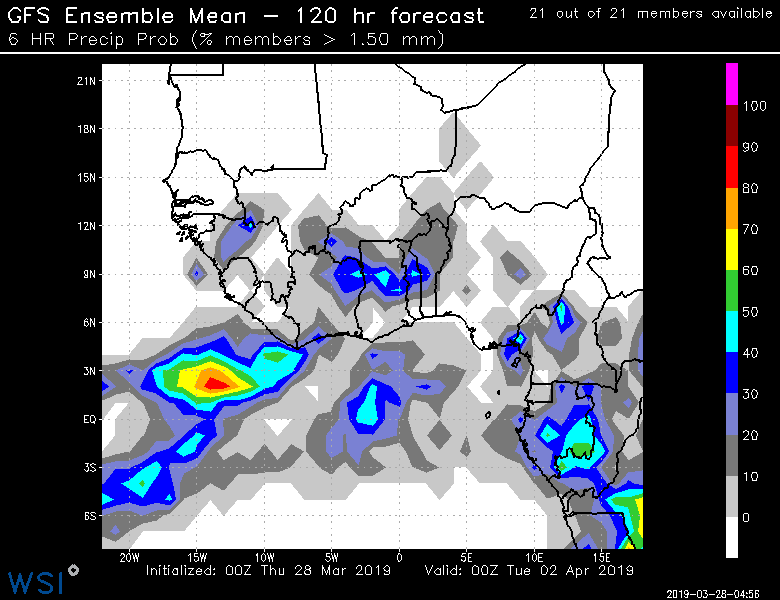 GFS Ensemble Mean - 120 hr forecast
21 out of 21 members available
6 HR Precip Prob (% members > 1.50 mm)
21N
18N
15N
12N
9N
6N
3N
EQ
3S
6S
20W
15W
10W
5W
0
5E
10E
15E
100
90
80
70
60
50
40
30
20
10
0
Initialized: 00Z Thu 28 Mar 2019
Valid: 00Z Tue 02 Apr 2019
WSI
2019-03-28-04:56